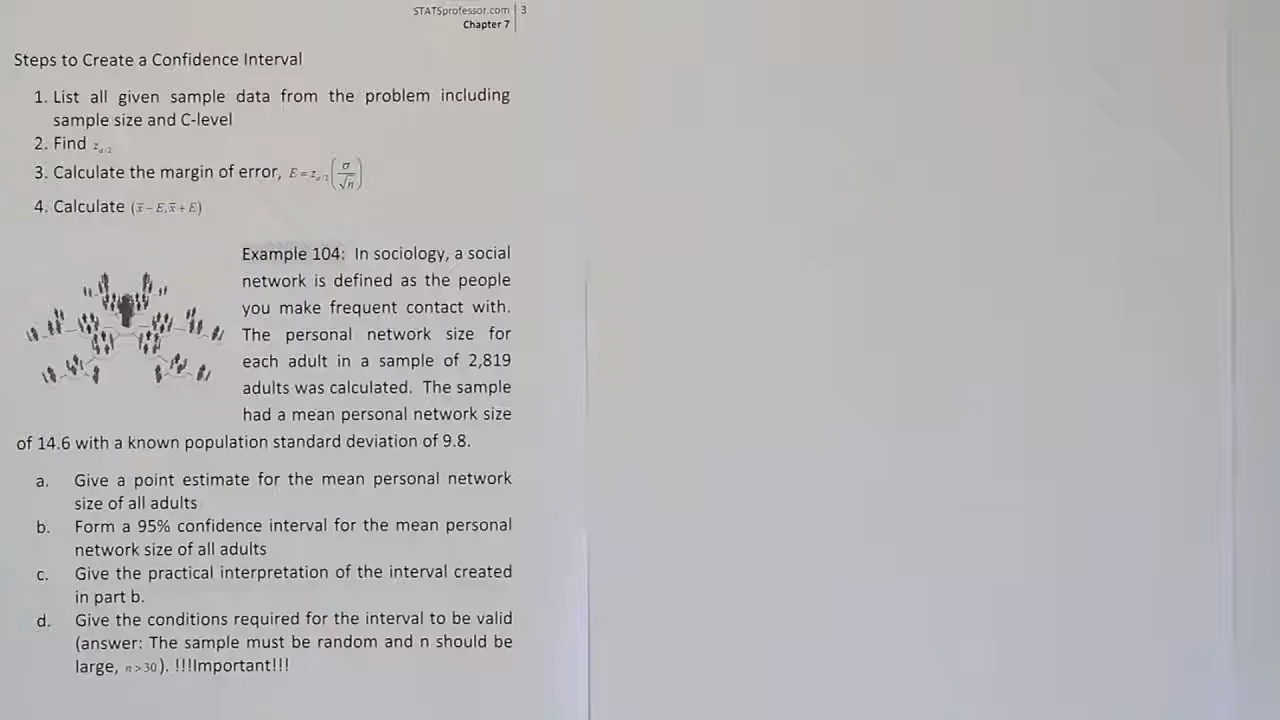 STATSprofessor.com 3
Chapter 7
Steps to Create a Confidence Interval
1. List all given sample data from the problem including
sample size and C-level
2. Find z_{α/2}
3. Calculate the margin of error, E = z_{α/2}(σ/√n)
4. Calculate (x̄ − E, x̄ + E)
Example 104: In sociology, a social
network is defined as the people
you make frequent contact with.
The personal network size for
each adult in a sample of 2,819
adults was calculated. The sample
had a mean personal network size
of 14.6 with a known population standard deviation of 9.8.
a. Give a point estimate for the mean personal network
size of all adults
b. Form a 95% confidence interval for the mean personal
network size of all adults
c. Give the practical interpretation of the interval created
in part b.
d. Give the conditions required for the interval to be valid
(answer: The sample must be random and n should be
large, n > 30). !!!Important!!!